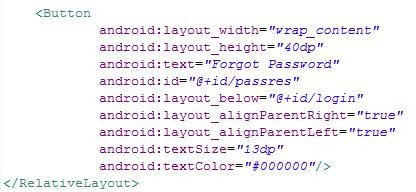 <Button
android:layout_width="wrap_content"
android:layout_height="40dp"
android:text="Forgot Password"
android:id="@+id/passres"
android:layout_below="@+id/login"
android:layout_alignParentRight="true"
android:layout_alignParentLeft="true"
android:textSize="13dp"
android:textColor="#000000"/>
</RelativeLayout>